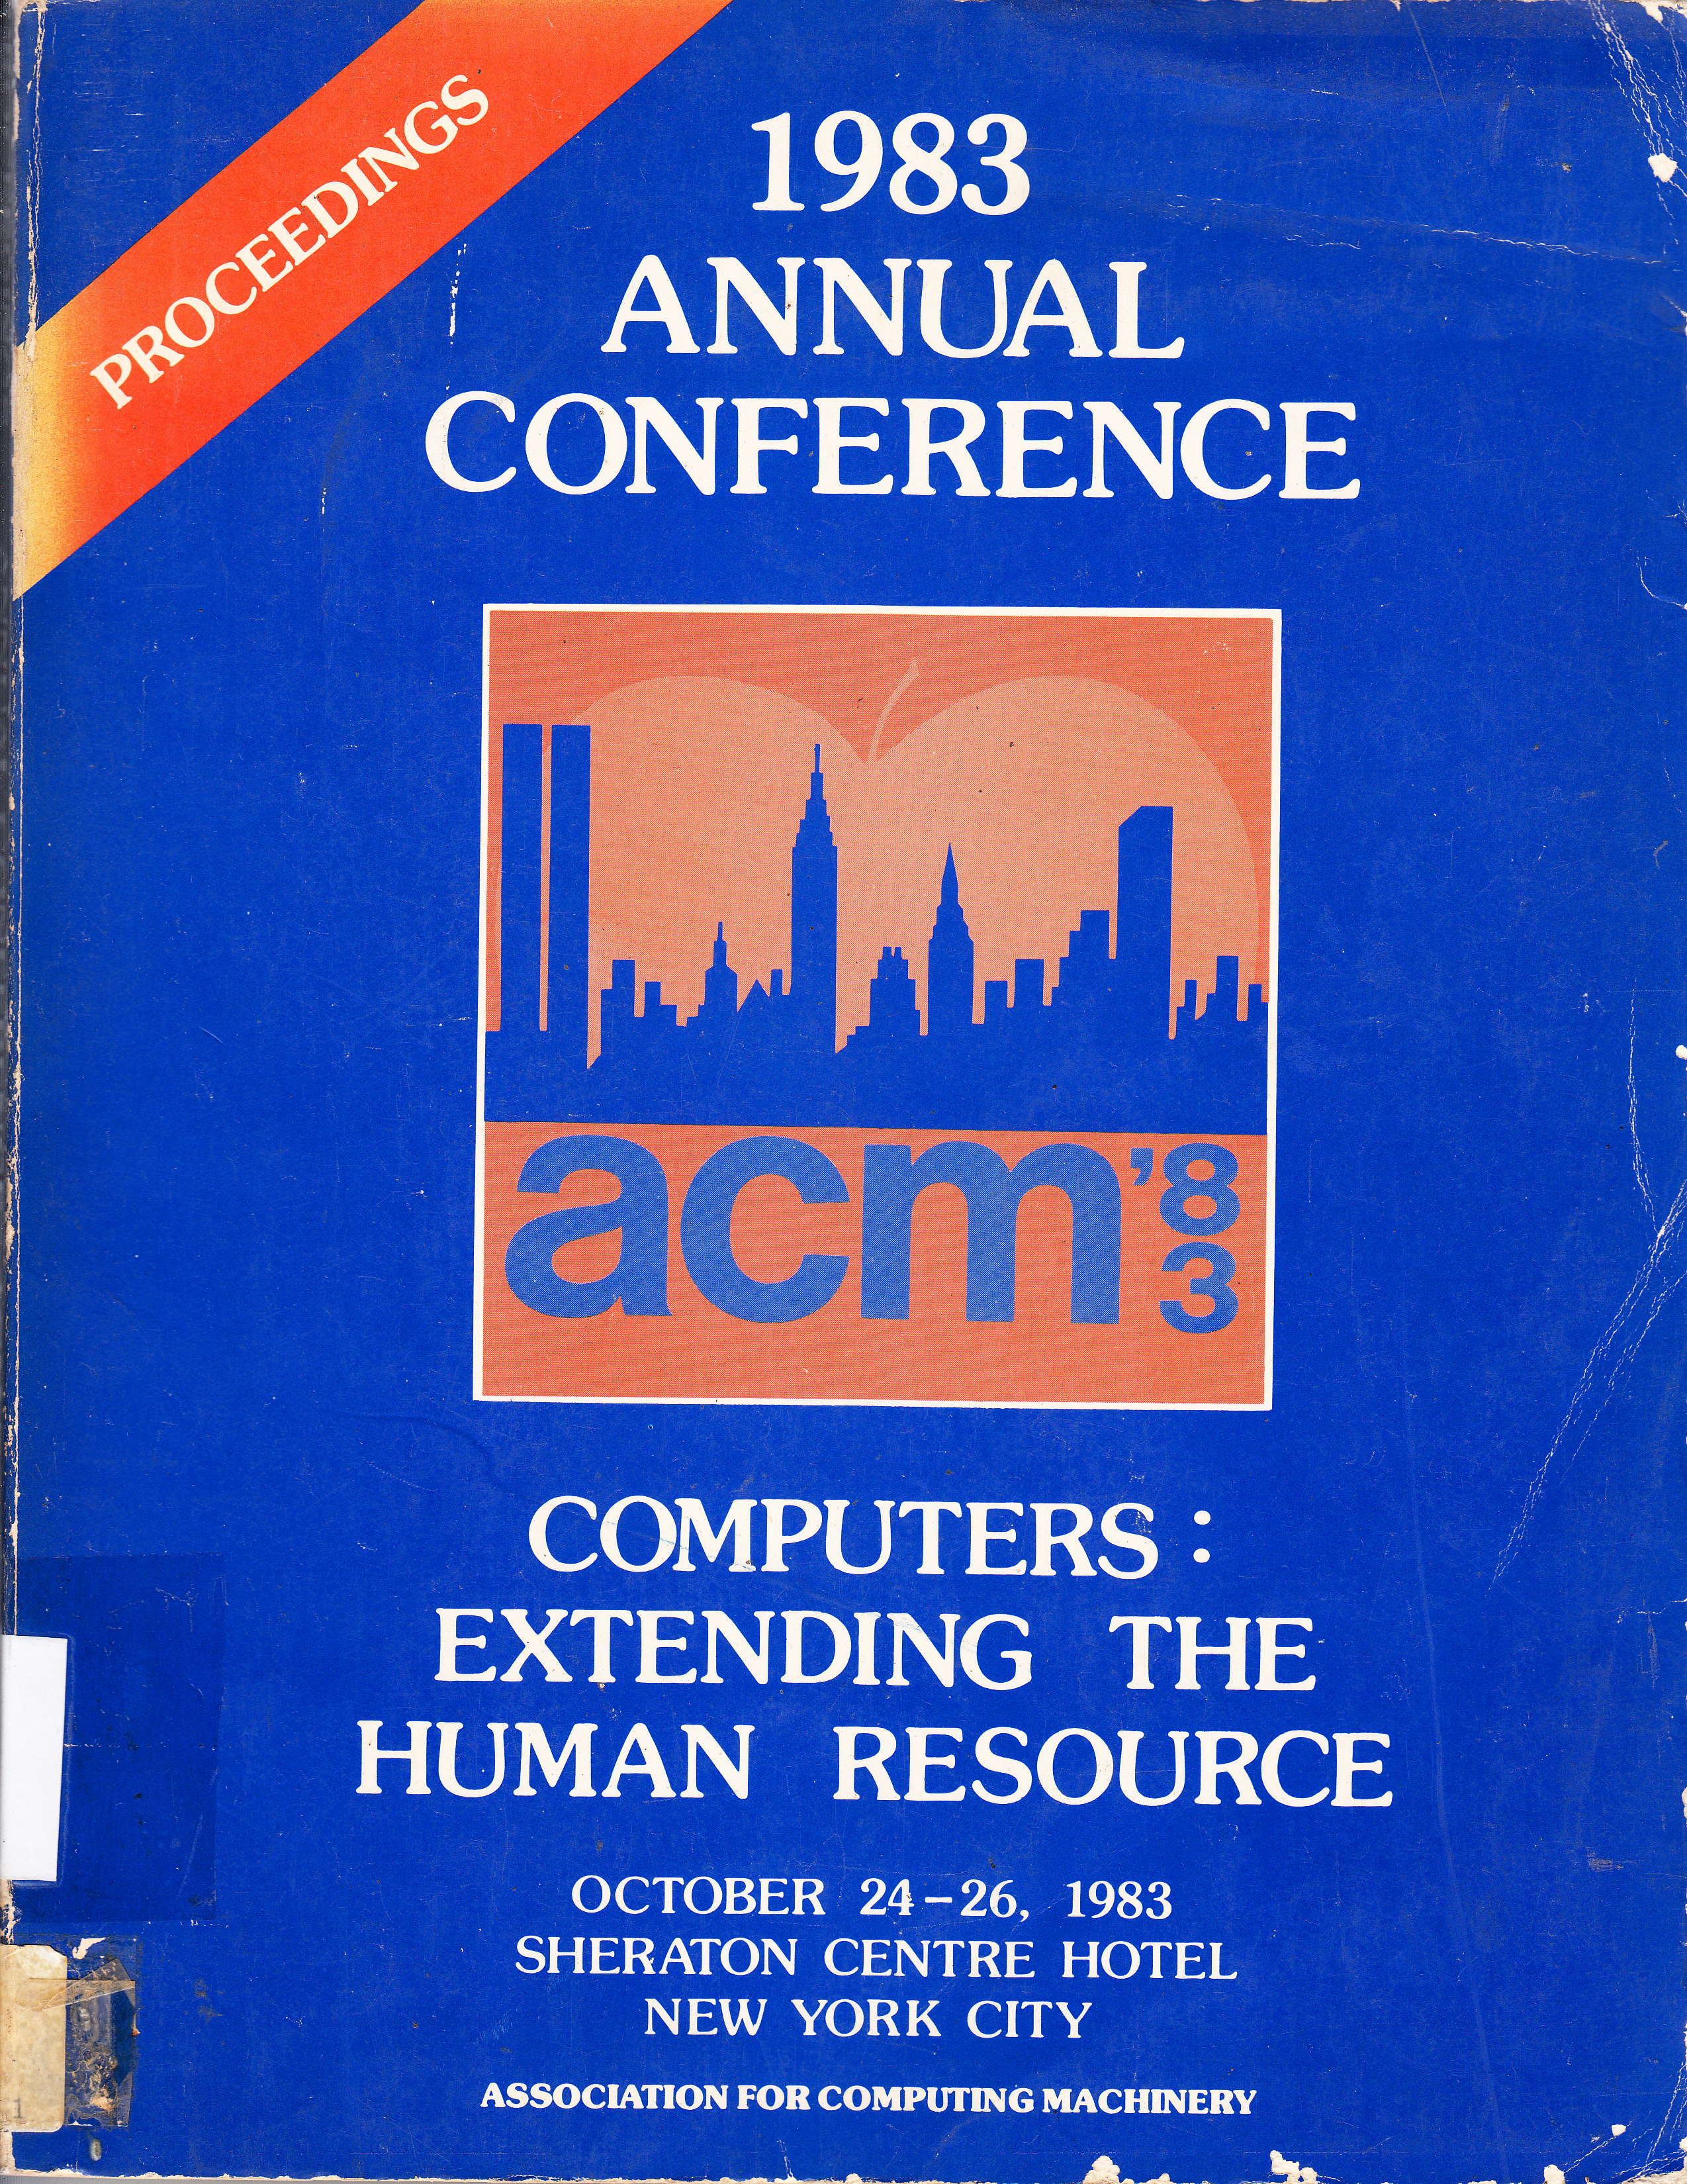 PROCEEDINGS
1983
ANNUAL
CONFERENCE
acm '83
COMPUTERS :
EXTENDING THE
HUMAN RESOURCE
OCTOBER 24-26, 1983
SHERATON CENTRE HOTEL
NEW YORK CITY
ASSOCIATION FOR COMPUTING MACHINERY
1